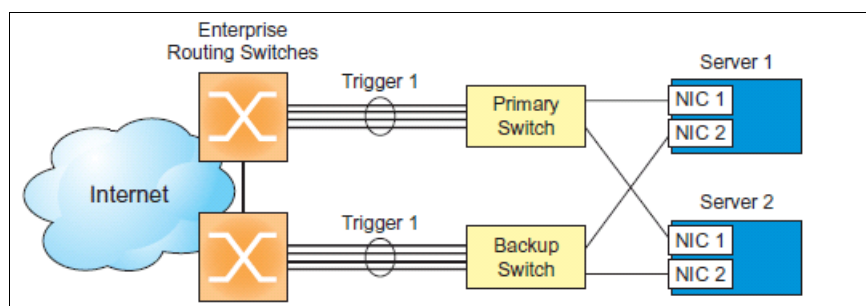 Enterprise
Routing Switches
Trigger 1
Primary
Switch
Server 1
NIC 1
NIC 2
Internet
Trigger 1
Backup
Switch
Server 2
NIC 1
NIC 2